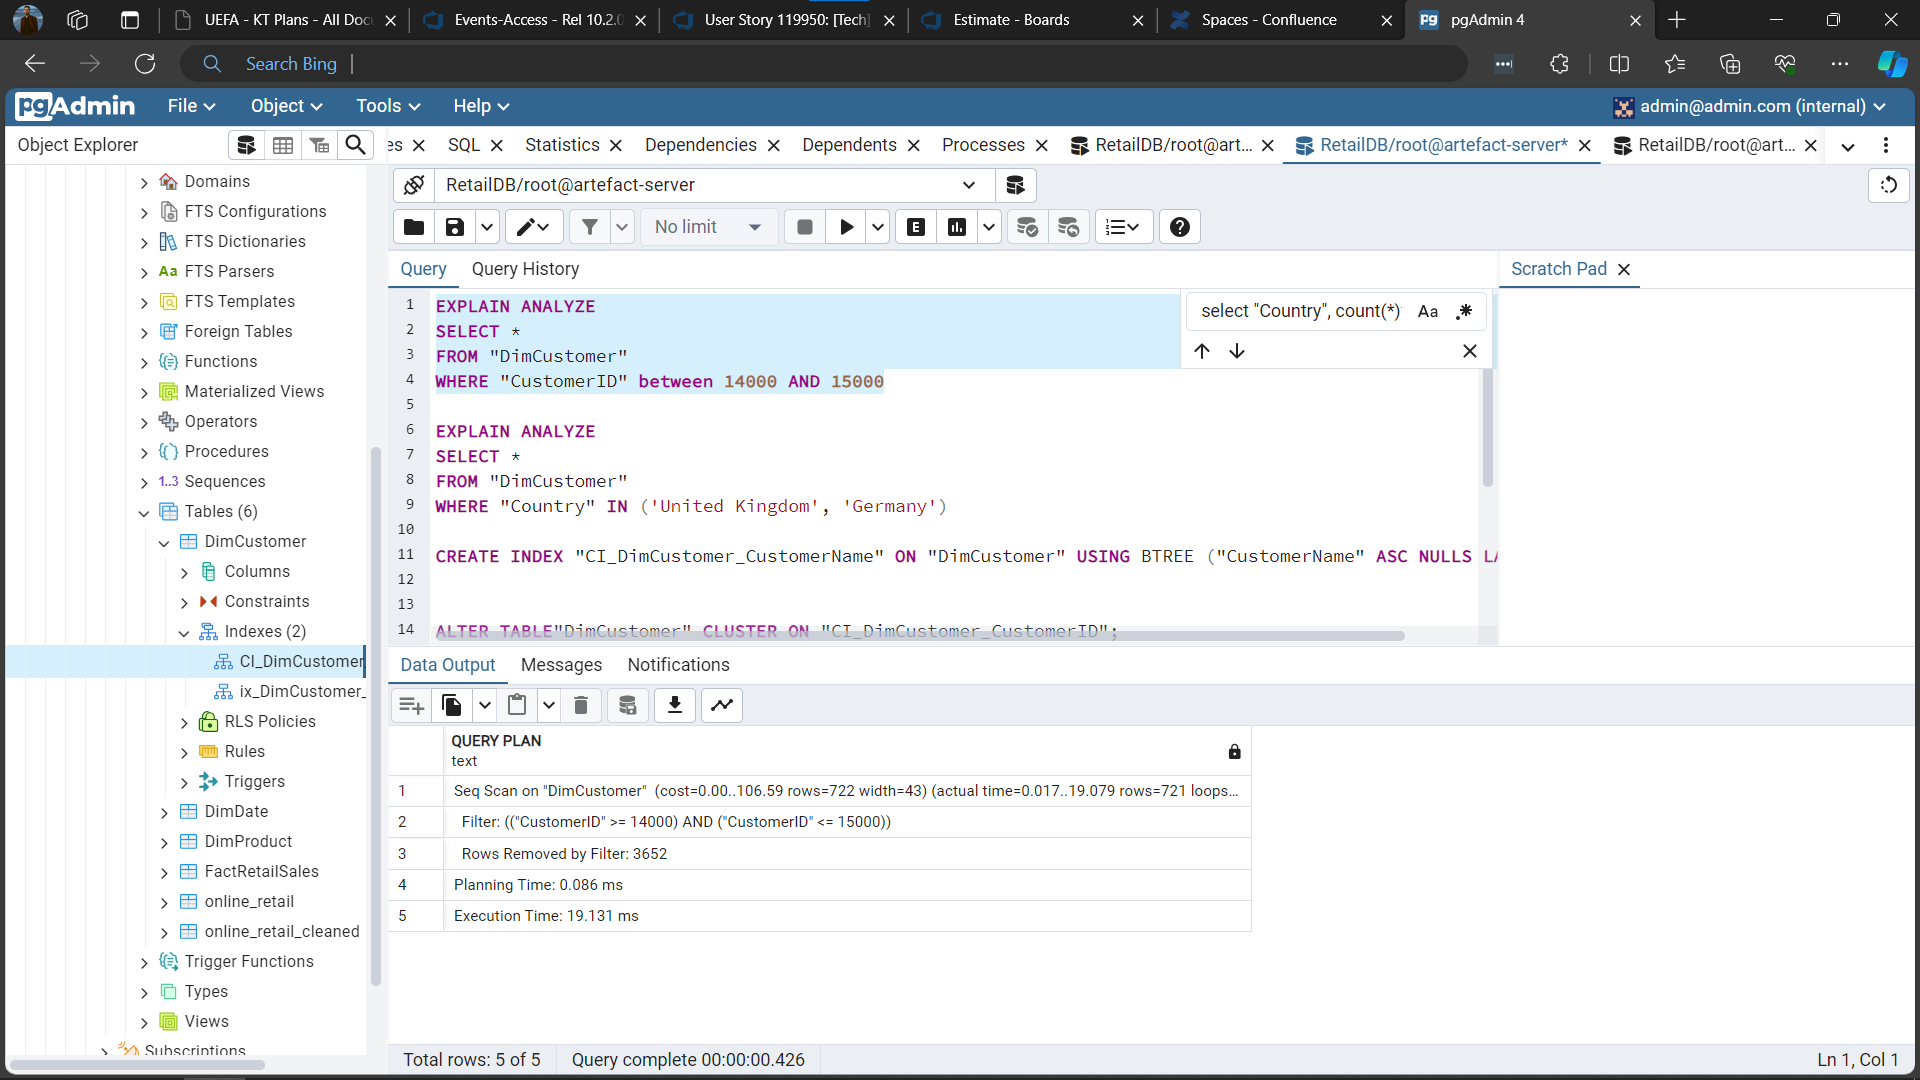 UEFA - KT Plans - All Doc
Events-Access - Rel 10.2.0
User Story 119950: [Tech]
Estimate - Boards
Spaces - Confluence
pgAdmin 4
Search Bing
pgAdmin
File
Object
Tools
Help
admin@admin.com (internal)
Object Explorer
es
SQL
Statistics
Dependencies
Dependents
Processes
RetailDB/root@art...
RetailDB/root@artefact-server*
RetailDB/root@art...
Domains
FTS Configurations
FTS Dictionaries
Aa FTS Parsers
FTS Templates
Foreign Tables
Functions
Materialized Views
Operators
Procedures
1..3 Sequences
Tables (6)
DimCustomer
Columns
Constraints
Indexes (2)
CI_DimCustomer
ix_DimCustomer_
RLS Policies
Rules
Triggers
DimDate
DimProduct
FactRetailSales
online_retail
online_retail_cleaned
Trigger Functions
Types
Views
Subscriptions
RetailDB/root@artefact-server
No limit
E
Query
Query History
Scratch Pad
select "Country", count(*)
Aa
1 EXPLAIN ANALYZE
2 SELECT *
3 FROM "DimCustomer"
4 WHERE "CustomerID" between 14000 AND 15000
5
6 EXPLAIN ANALYZE
7 SELECT *
8 FROM "DimCustomer"
9 WHERE "Country" IN ('United Kingdom', 'Germany')
10
11 CREATE INDEX "CI_DimCustomer_CustomerName" ON "DimCustomer" USING BTREE ("CustomerName" ASC NULLS LA
12
13
14 ALTER TABLE"DimCustomer" CLUSTER ON "CI_DimCustomer_CustomerID";
Data Output
Messages
Notifications
QUERY PLAN
text
1 Seq Scan on "DimCustomer" (cost=0.00..106.59 rows=722 width=43) (actual time=0.017..19.079 rows=721 loops...
2 Filter: (("CustomerID" >= 14000) AND ("CustomerID" <= 15000))
3 Rows Removed by Filter: 3652
4 Planning Time: 0.086 ms
5 Execution Time: 19.131 ms
Total rows: 5 of 5
Query complete 00:00:00.426
Ln 1, Col 1